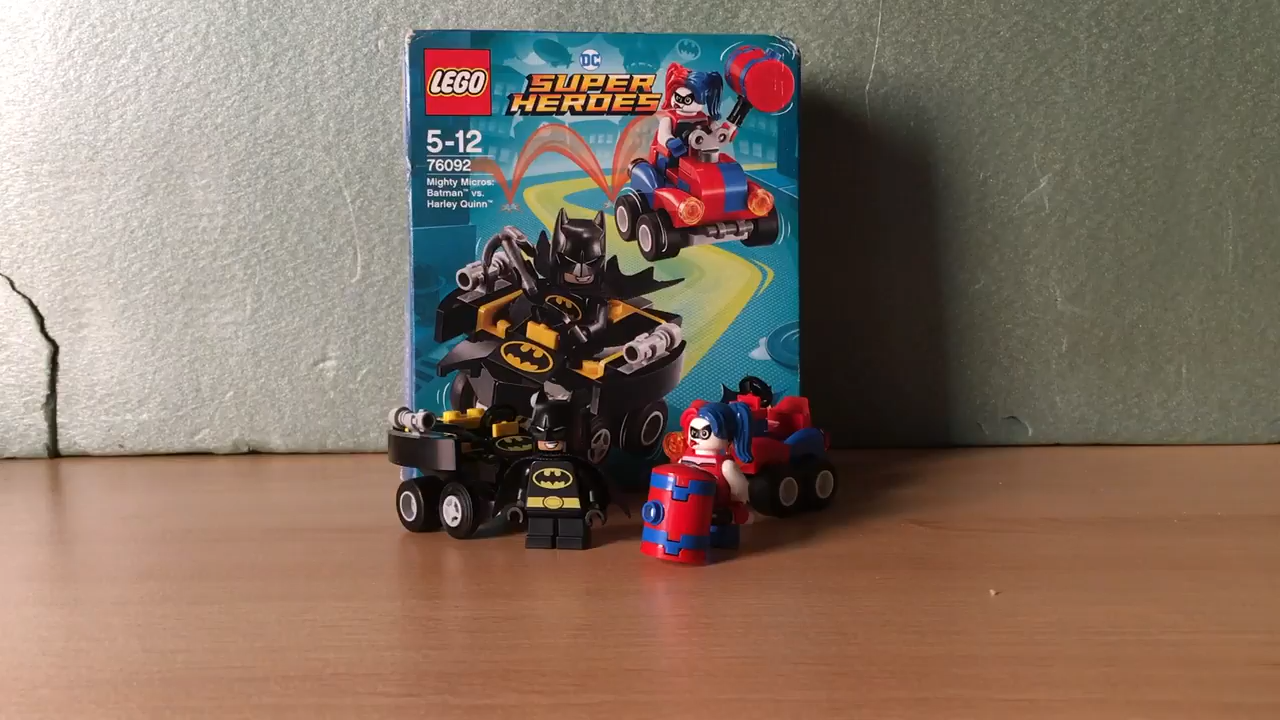 LEGO
DC
SUPER
HEROES
5-12
76092
Mighty Micros:
Batman™ vs.
Harley Quinn™